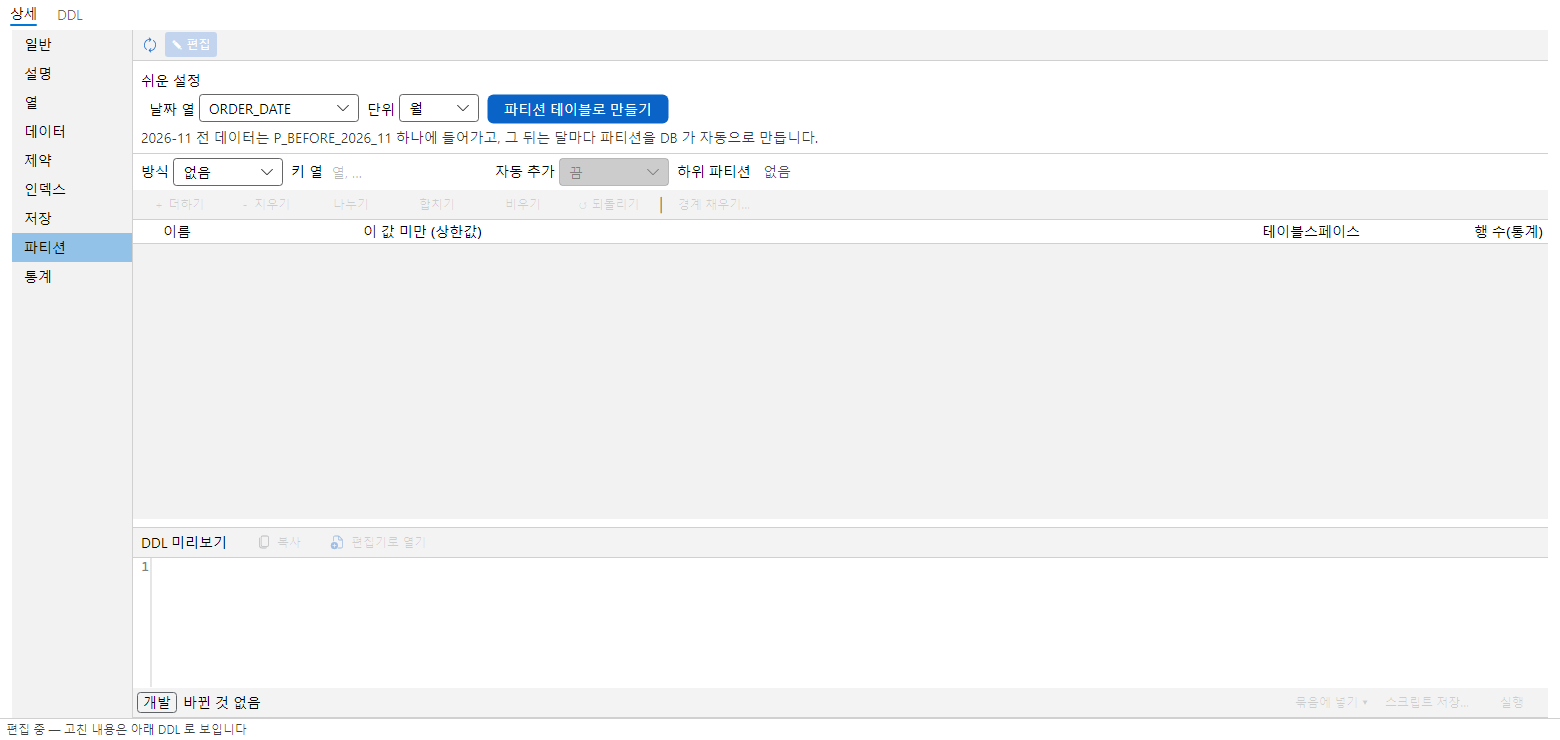 상세 DDL
일반
설명
열
데이터
제약
인덱스
저장
파티션
통계
편집
쉬운 설정
날짜 열 ORDER_DATE 단위 월 파티션 테이블로 만들기
2026-11 전 데이터는 P_BEFORE_2026_11 하나에 들어가고, 그 뒤는 달마다 파티션을 DB 가 자동으로 만듭니다.
방식 없음 키 열 열, ... 자동 추가 끔 하위 파티션 없음
+ 더하기 - 지우기 나누기 합치기 비우기 되돌리기 경계 채우기...
이름 이 값 미만 (상한값) 테이블스페이스 행 수(통계)
DDL 미리보기 복사 편집기로 열기
1
개발 바뀐 것 없음 묶음에 넣기 ▾ 스크립트 저장... 실행
편집 중 — 고친 내용은 아래 DDL 로 보입니다